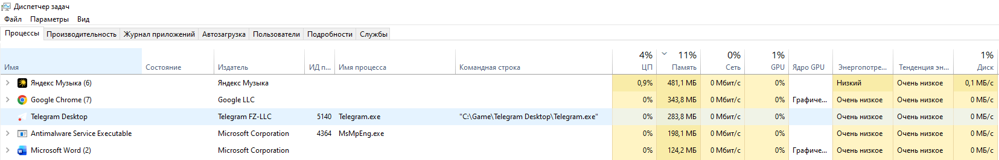 Диспетчер задач
Файл Параметры Вид
Процессы Производительность Журнал приложений Автозагрузка Пользователи Подробности Службы
4% 11% 0% 1% 1%
Имя Состояние Издатель ИД п... Имя процесса Командная строка ЦП Память Сеть GPU Ядро GPU Энергопотре... Тенденция эн... Диск
Яндекс Музыка (6) Яндекс Музыка 0,9% 481,1 МБ 0 Мбит/с 0% Низкий Очень низкое 0,1 МБ/с
Google Chrome (7) Google LLC 0% 343,8 МБ 0 Мбит/с 0% Графиче... Очень низкое Очень низкое 0 МБ/с
Telegram Desktop Telegram FZ-LLC 5140 Telegram.exe "C:\Game\Telegram Desktop\Telegram.exe" 0% 283,8 МБ 0 Мбит/с 0% Очень низкое Очень низкое 0 МБ/с
Antimalware Service Executable Microsoft Corporation 4364 MsMpEng.exe 0% 198,1 МБ 0 Мбит/с 0% Очень низкое Очень низкое 0 МБ/с
Microsoft Word (2) Microsoft Corporation 0% 124,2 МБ 0 Мбит/с 0% Графиче... Очень низкое Очень низкое 0 МБ/с